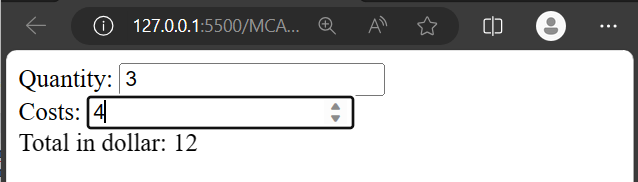 127.0.0.1:5500/MCA...
Quantity: 3
Costs: 4
Total in dollar: 12